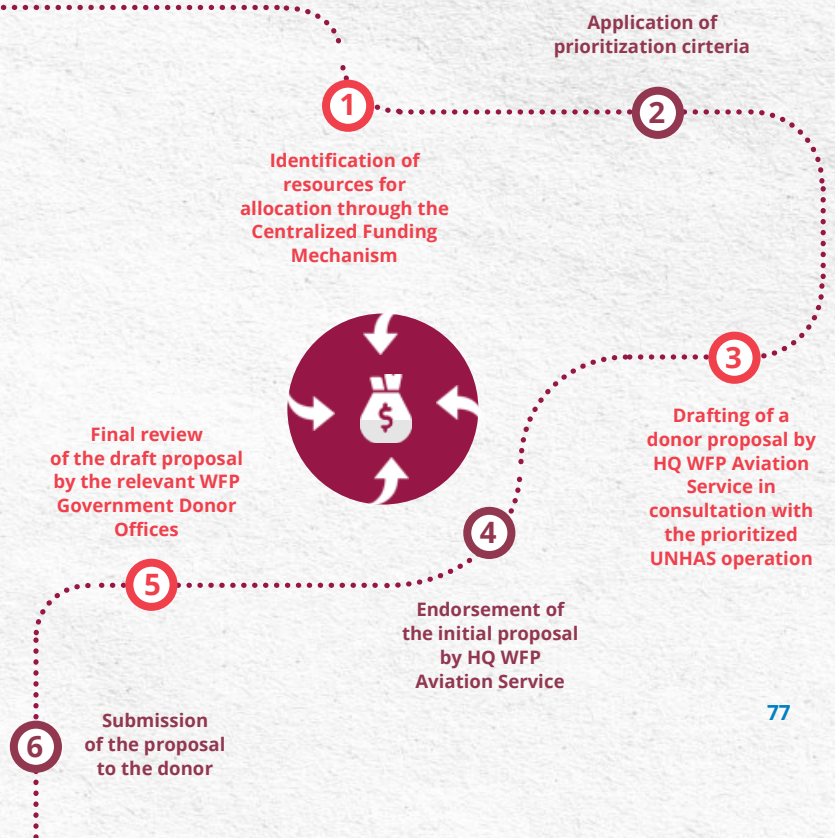 1
Identification of
resources for
allocation through the
Centralized Funding
Mechanism
Application of
prioritization cirteria
2
3
Drafting of a
donor proposal by
HQ WFP Aviation
Service in
consultation with
the prioritized
UNHAS operation
$
4
Endorsement of
the initial proposal
by HQ WFP
Aviation Service
Final review
of the draft proposal
by the relevant WFP
Government Donor
Offices
5
6
Submission
of the proposal
to the donor
77